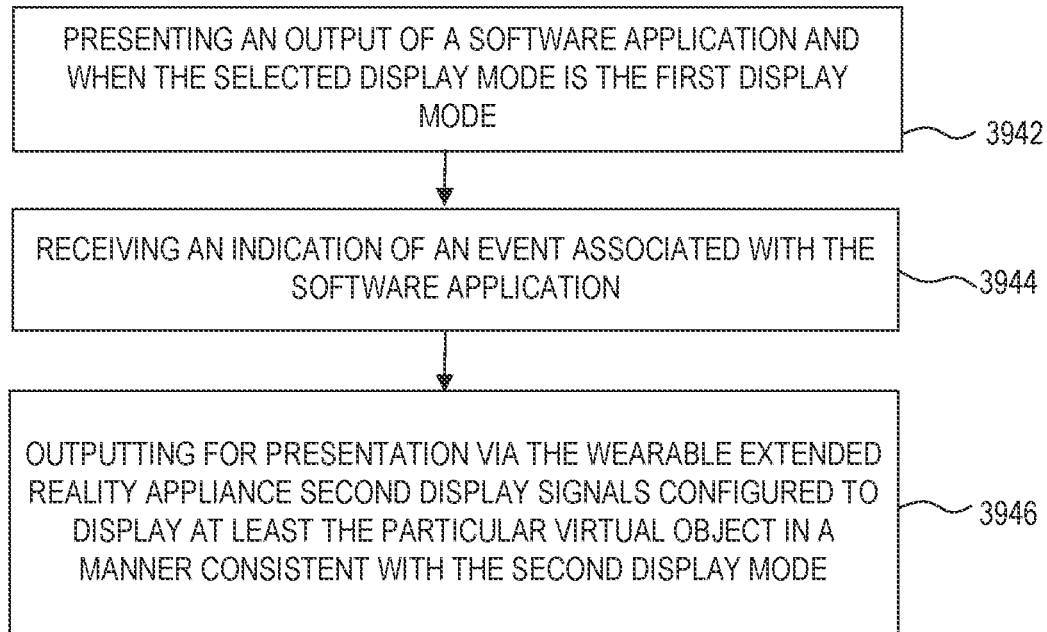 PRESENTING AN OUTPUT OF A SOFTWARE APPLICATION AND
WHEN THE SELECTED DISPLAY MODE IS THE FIRST DISPLAY
MODE
3942
RECEIVING AN INDICATION OF AN EVENT ASSOCIATED WITH THE
SOFTWARE APPLICATION
3944
OUTPUTTING FOR PRESENTATION VIA THE WEARABLE EXTENDED
REALITY APPLIANCE SECOND DISPLAY SIGNALS CONFIGURED TO
DISPLAY AT LEAST THE PARTICULAR VIRTUAL OBJECT IN A
MANNER CONSISTENT WITH THE SECOND DISPLAY MODE
3946